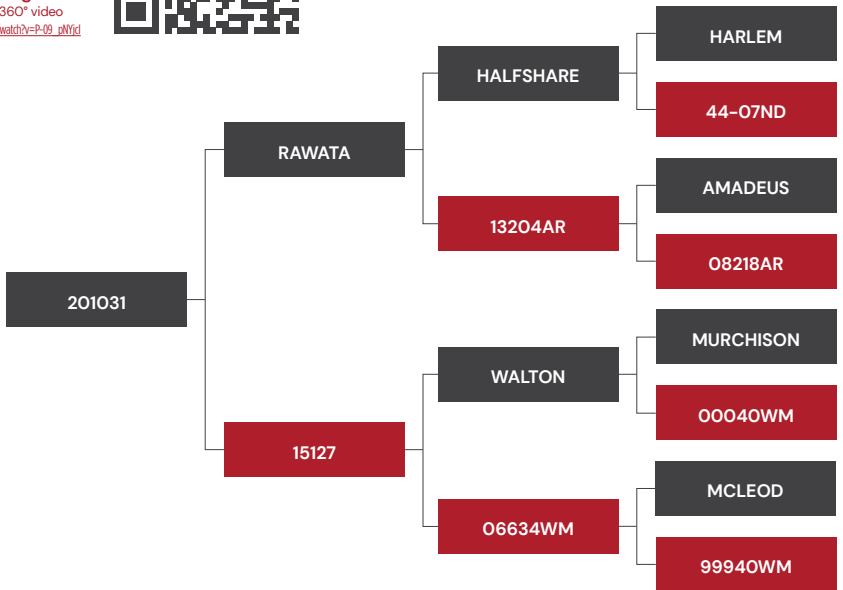 360° video
watch?v=P-09_pNYjcI
HARLEM
HALFSHARE
44-07ND
RAWATA
AMADEUS
13204AR
08218AR
201031
MURCHISON
WALTON
00040WM
15127
MCLEOD
06634WM
99940WM